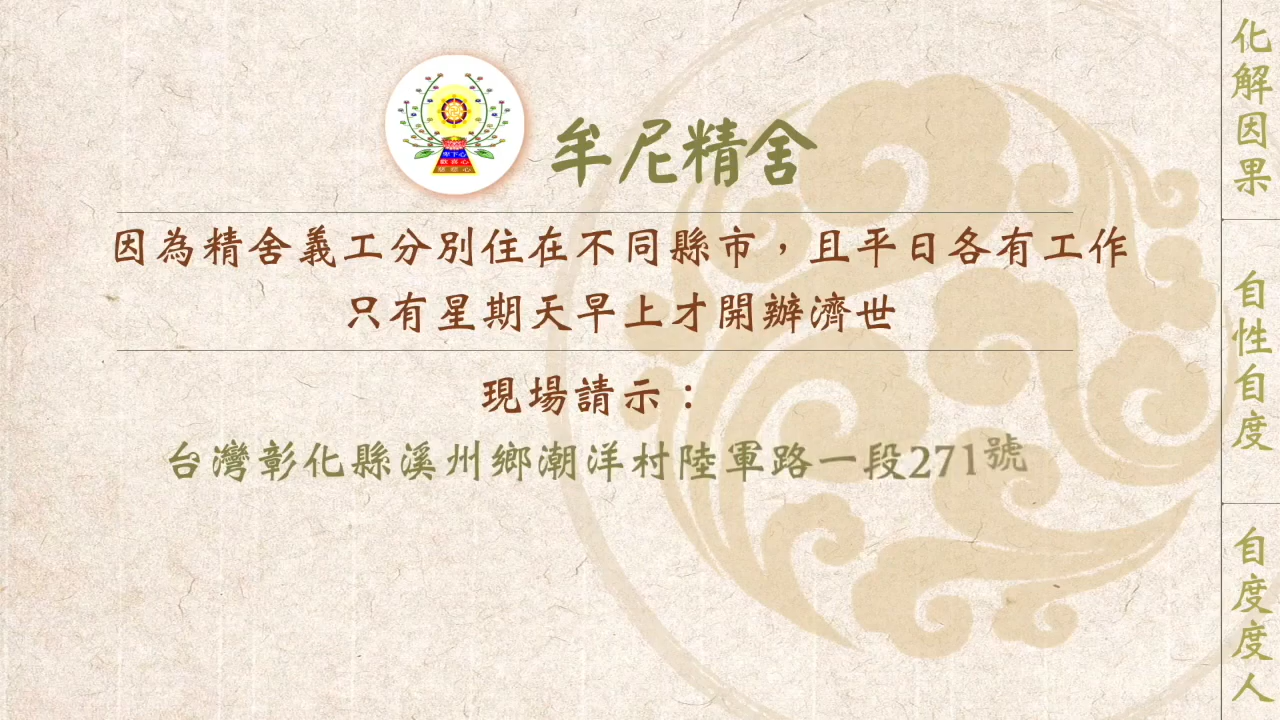 牟尼精舍
因為精舍義工分別住在不同縣市，且平日各有工作
只有星期天早上才開辦濟世
現場請示：
台灣彰化縣溪州鄉潮洋村陸軍路一段271號
化解因果
自性自度
自度度人